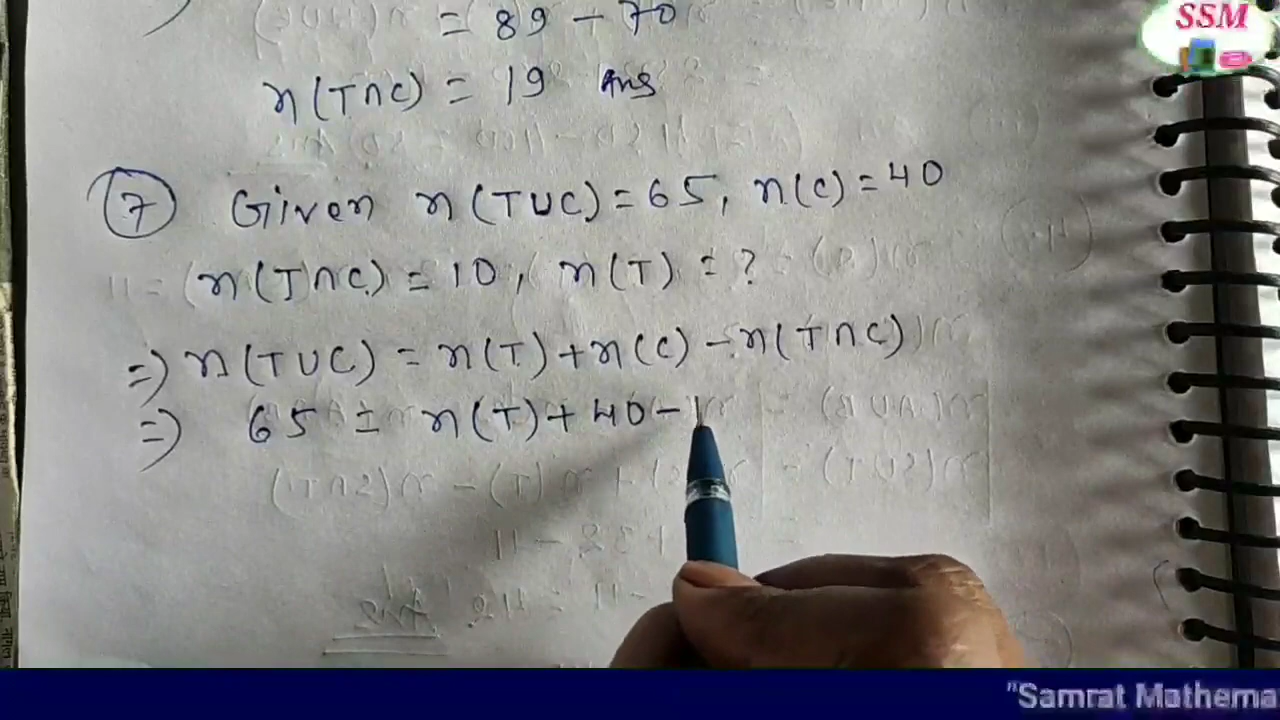 = 89 - 70
n(T∩C) = 19 Ans
⑦ Given n(T∪C) = 65, n(C) = 40
n(T∩C) = 10, n(T) = ?
=> n(T∪C) = n(T) + n(C) - n(T∩C)
=> 65 = n(T) + 40 - 1
SSM
"Samrat Mathema